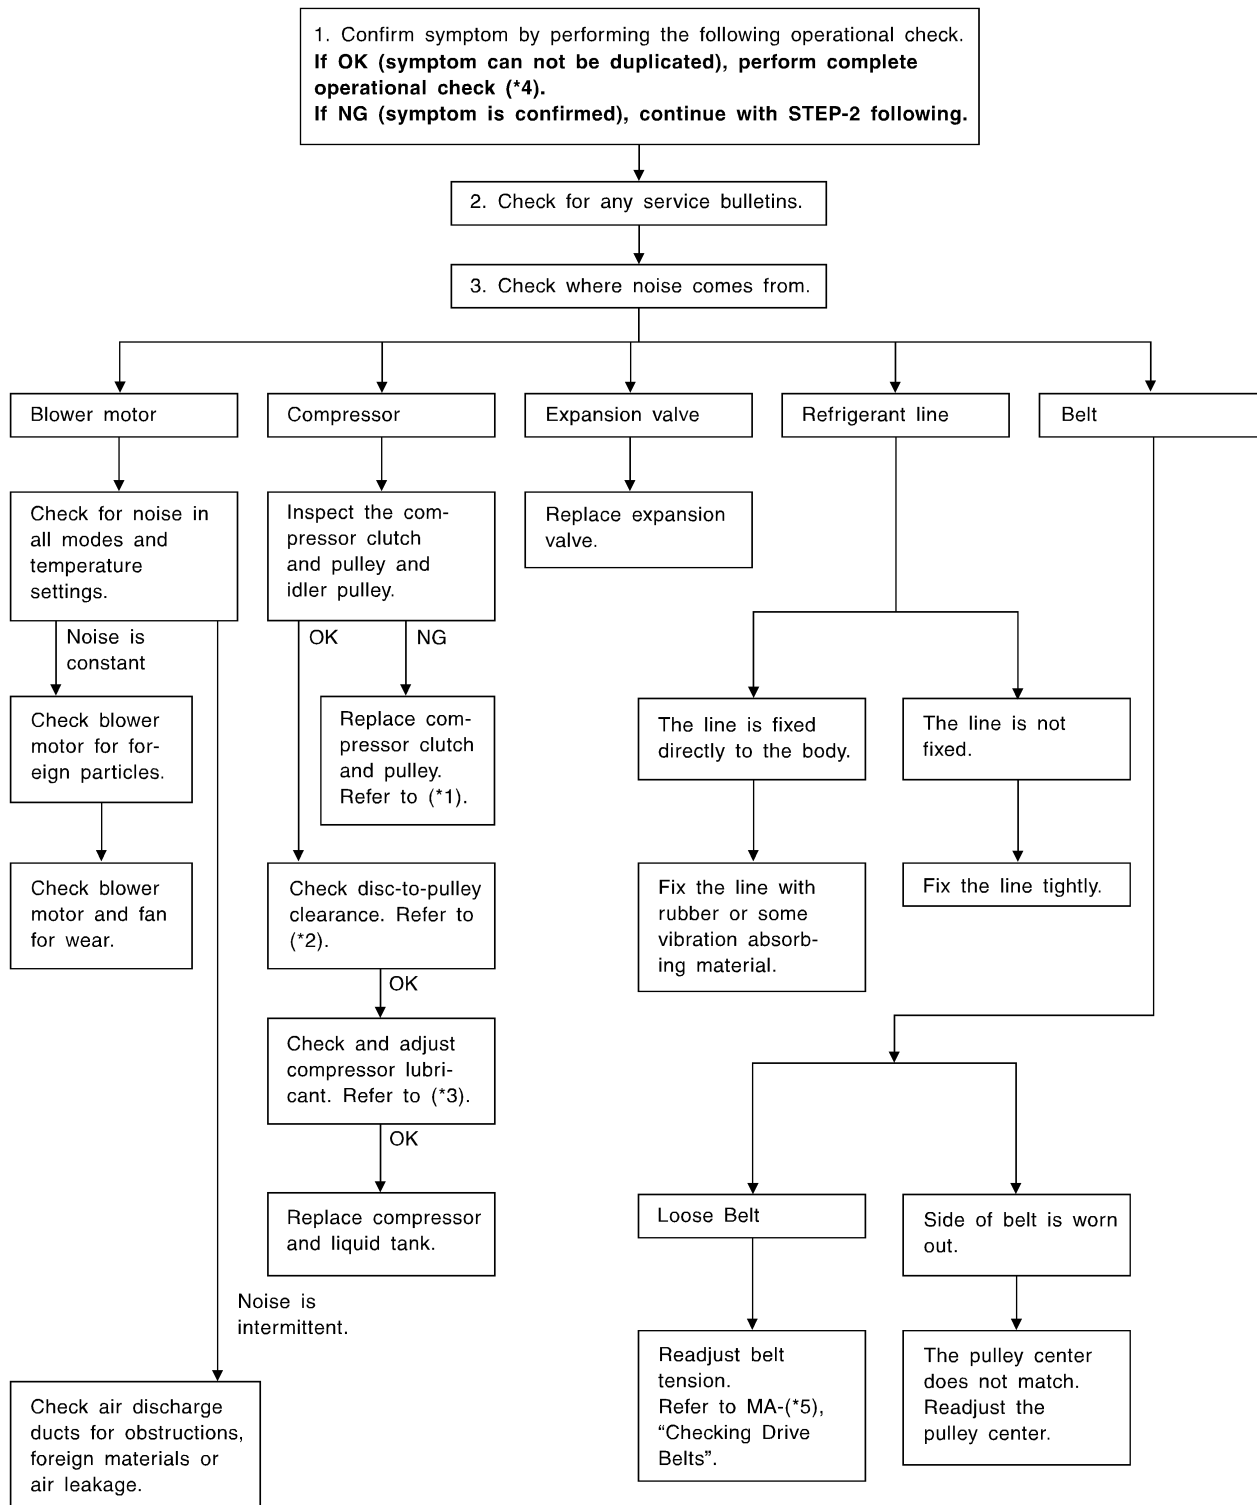 1. Confirm symptom by performing the following operational check.
If OK (symptom can not be duplicated), perform complete
operational check (*4).
If NG (symptom is confirmed), continue with STEP-2 following.
2. Check for any service bulletins.
3. Check where noise comes from.
Blower motor
Compressor
Expansion valve
Refrigerant line
Belt
Check for noise in
all modes and
temperature
settings.
Inspect the com-
pressor clutch
and pulley and
idler pulley.
Replace expansion
valve.
Noise is
constant
OK
NG
Check blower
motor for for-
eign particles.
Replace com-
pressor clutch
and pulley.
Refer to (*1).
The line is fixed
directly to the body.
The line is not
fixed.
Check blower
motor and fan
for wear.
Check disc-to-pulley
clearance. Refer to
(*2).
Fix the line with
rubber or some
vibration absorb-
ing material.
Fix the line tightly.
OK
Check and adjust
compressor lubri-
cant. Refer to (*3).
OK
Replace compressor
and liquid tank.
Loose Belt
Side of belt is worn
out.
Noise is
intermittent.
Readjust belt
tension.
Refer to MA-(*5),
“Checking Drive
Belts”.
The pulley center
does not match.
Readjust the
pulley center.
Check air discharge
ducts for obstructions,
foreign materials or
air leakage.